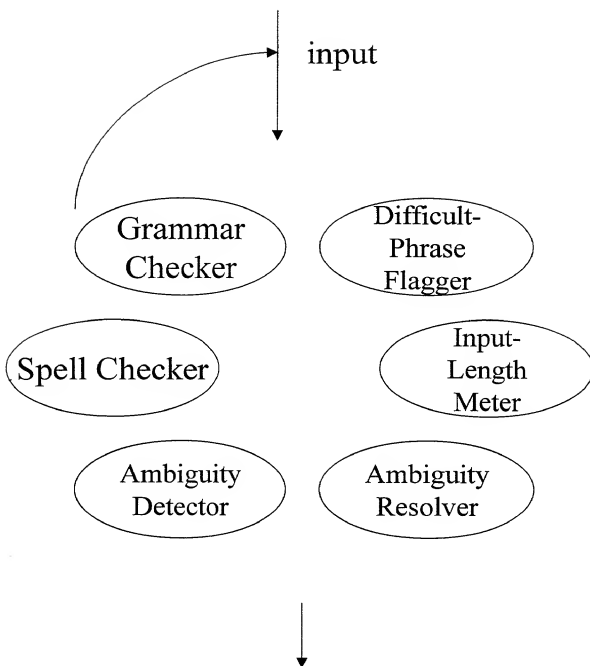 input
Grammar
Checker
Difficult-
Phrase
Flagger
Spell Checker
Input-
Length
Meter
Ambiguity
Detector
Ambiguity
Resolver